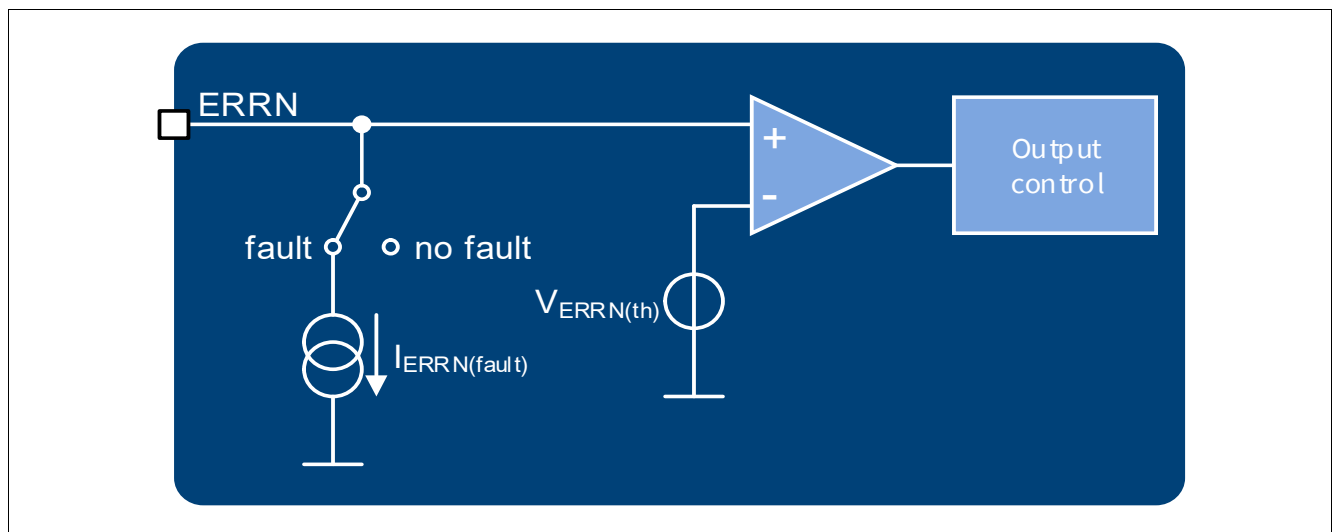 ERRN
+
-
Output
control
fault
no fault
VERRN(th)
IERRN(fault)